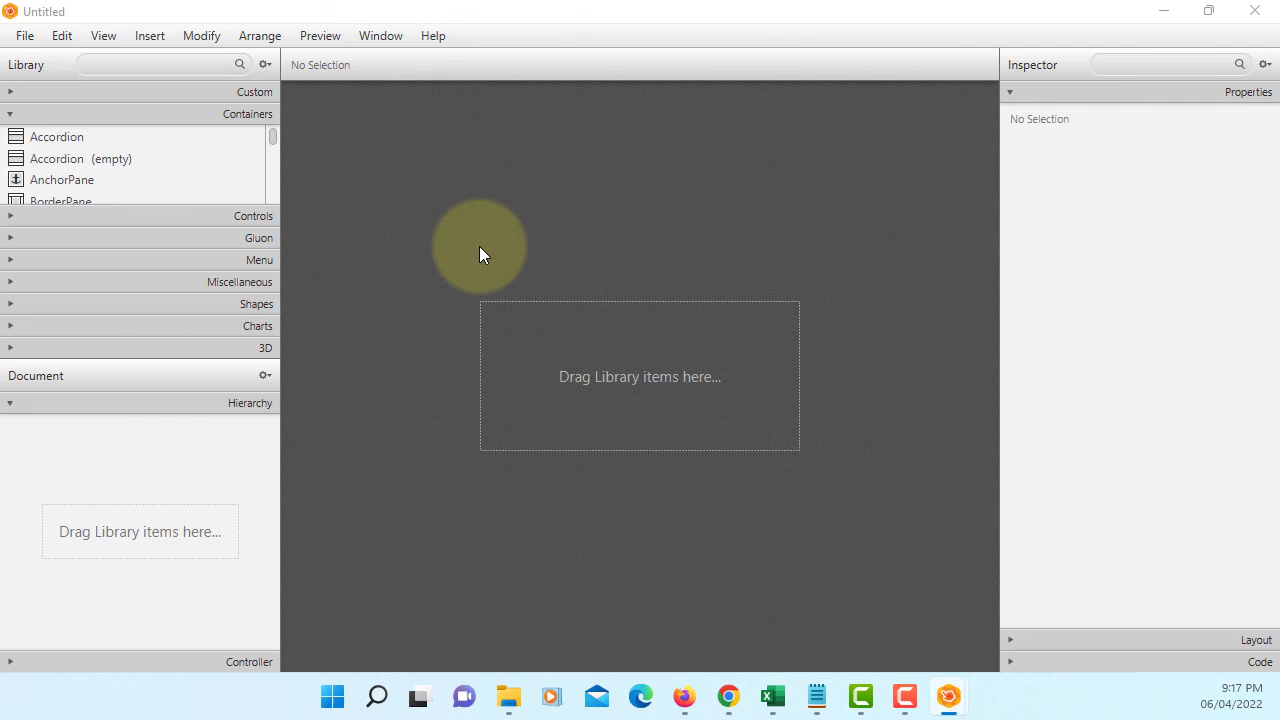 Untitled
File Edit View Insert Modify Arrange Preview Window Help
Library
No Selection
Inspector
Custom
Properties
Containers
No Selection
Accordion
Accordion (empty)
AnchorPane
BorderPane
Controls
Gluon
Menu
Miscellaneous
Shapes
Charts
3D
Drag Library items here...
Document
Hierarchy
Drag Library items here...
Layout
Controller
Code
9:17 PM
06/04/2022